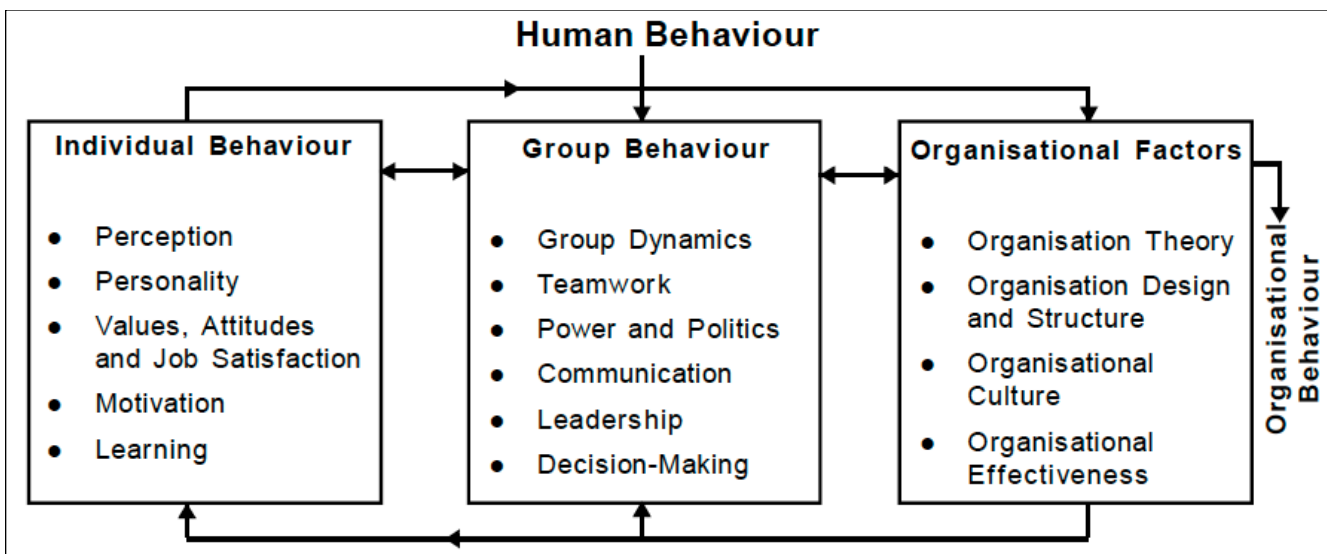 Human Behaviour
Individual Behaviour
● Perception
● Personality
● Values, Attitudes
and Job Satisfaction
● Motivation
● Learning
Group Behaviour
● Group Dynamics
● Teamwork
● Power and Politics
● Communication
● Leadership
● Decision-Making
Organisational Factors
● Organisation Theory
● Organisation Design
and Structure
● Organisational
Culture
● Organisational
Effectiveness
Organisational
Behaviour